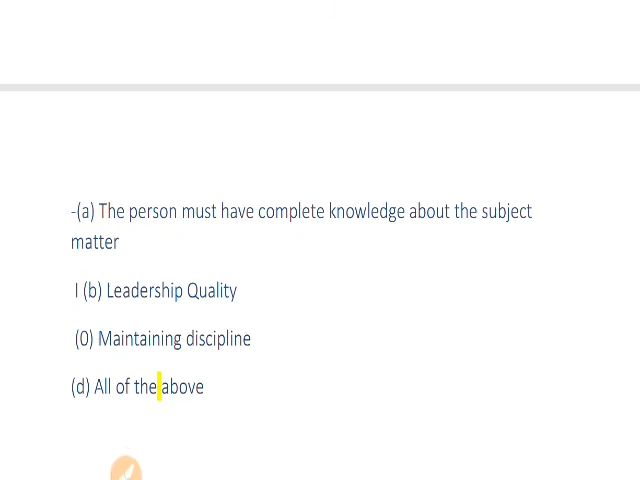 -(a) The person must have complete knowledge about the subject
matter
I (b) Leadership Quality
(0) Maintaining discipline
(d) All of the above